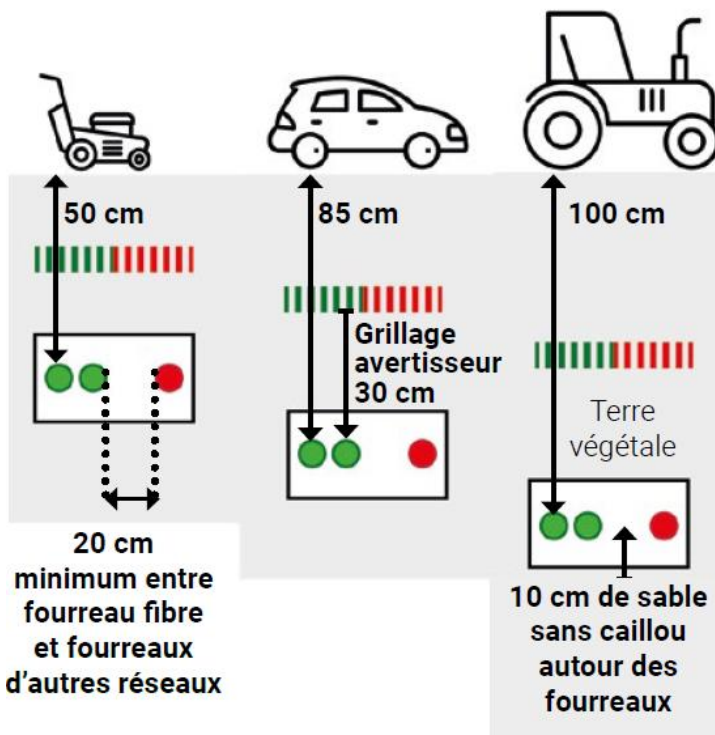 50 cm
85 cm
100 cm
Grillage
avertisseur
30 cm
Terre
végétale
20 cm
minimum entre
fourreau fibre
et fourreaux
d'autres réseaux
10 cm de sable
sans caillou
autour des
fourreaux